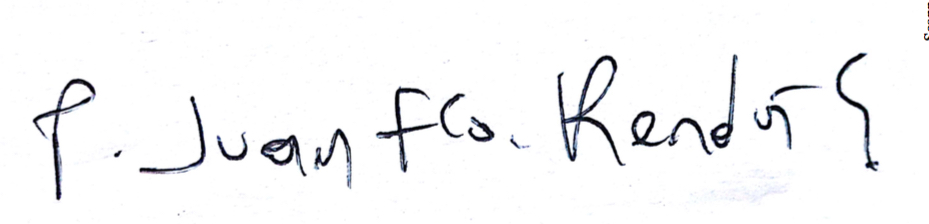 P. Juan Fco. Rendón S